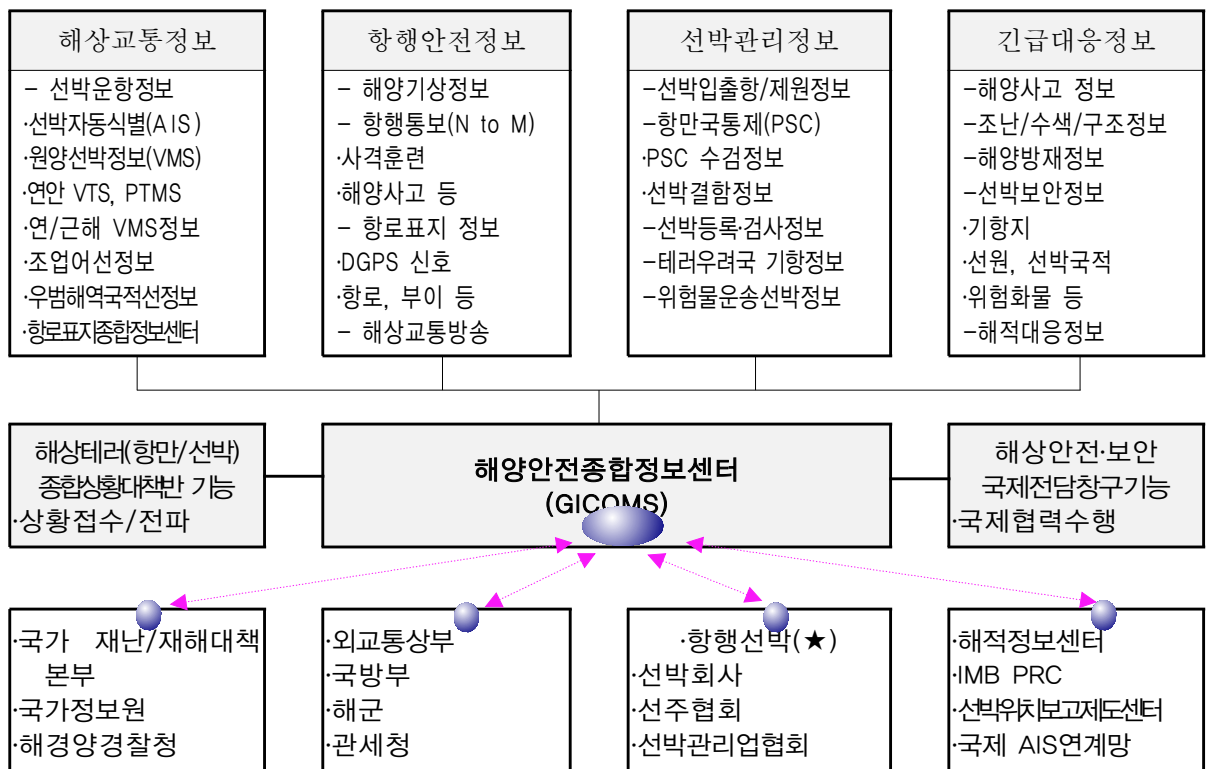 해상교통정보
- 선박운항정보
·선박자동식별(AIS)
·원양선박정보(VMS)
·연안 VTS, PTMS
·연/근해 VMS정보
·조업어선정보
·우범해역국적선정보
·항로표지종합정보센터
항행안전정보
- 해양기상정보
- 항행통보(N to M)
·사격훈련
·해양사고 등
- 항로표지 정보
·DGPS 신호
·항로, 부이 등
- 해상교통방송
선박관리정보
-선박입출항/제원정보
-항만국통제(PSC)
·PSC 수검정보
·선박결함정보
-선박등록·검사정보
-테러우려국 기항정보
-위험물운송선박정보
긴급대응정보
-해양사고 정보
-조난/수색/구조정보
-해양방재정보
-선박보안정보
·기항지
·선원, 선박국적
·위험화물 등
-해적대응정보
해상테러(항만/선박)
종합상황대책반 기능
·상황접수/전파
해양안전종합정보센터
(GICOMS)
해상안전·보안
국제전담창구기능
·국제협력수행
·국가 재난/재해대책
본부
·국가정보원
·해경양경찰청
·외교통상부
·국방부
·해군
·관세청
·항행선박(★)
·선박회사
·선주협회
·선박관리업협회
·해적정보센터
·IMB PRC
·선박위치보고제도센터
·국제 AIS연계망